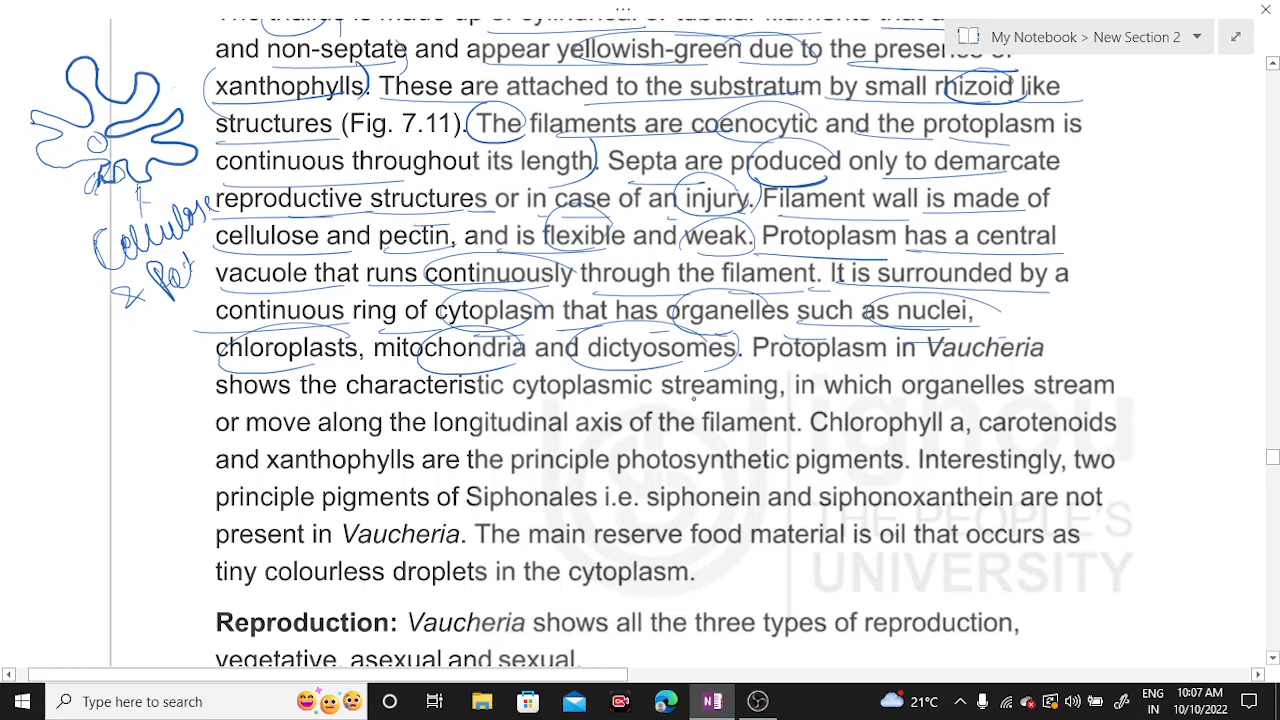 My Notebook > New Section 2
and non-septate and appear yellowish-green due to the presence of
xanthophylls. These are attached to the substratum by small rhizoid like
structures (Fig. 7.11). The filaments are coenocytic and the protoplasm is
continuous throughout its length. Septa are produced only to demarcate
reproductive structures or in case of an injury. Filament wall is made of
cellulose and pectin, and is flexible and weak. Protoplasm has a central
vacuole that runs continuously through the filament. It is surrounded by a
continuous ring of cytoplasm that has organelles such as nuclei,
chloroplasts, mitochondria and dictyosomes. Protoplasm in Vaucheria
shows the characteristic cytoplasmic streaming, in which organelles stream
or move along the longitudinal axis of the filament. Chlorophyll a, carotenoids
and xanthophylls are the principle photosynthetic pigments. Interestingly, two
principle pigments of Siphonales i.e. siphonein and siphonoxanthein are not
present in Vaucheria. The main reserve food material is oil that occurs as
tiny colourless droplets in the cytoplasm.
Reproduction: Vaucheria shows all the three types of reproduction,
vegetative, asexual and sexual.
ignou
THE PEOPLE'S
UNIVERSITY
Type here to search
21°C
ENG
IN
10:07 AM
10/10/2022